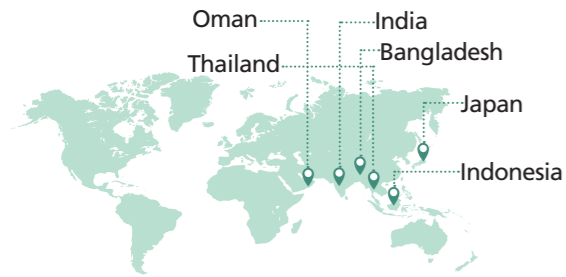 Oman
India
Bangladesh
Thailand
Japan
Indonesia